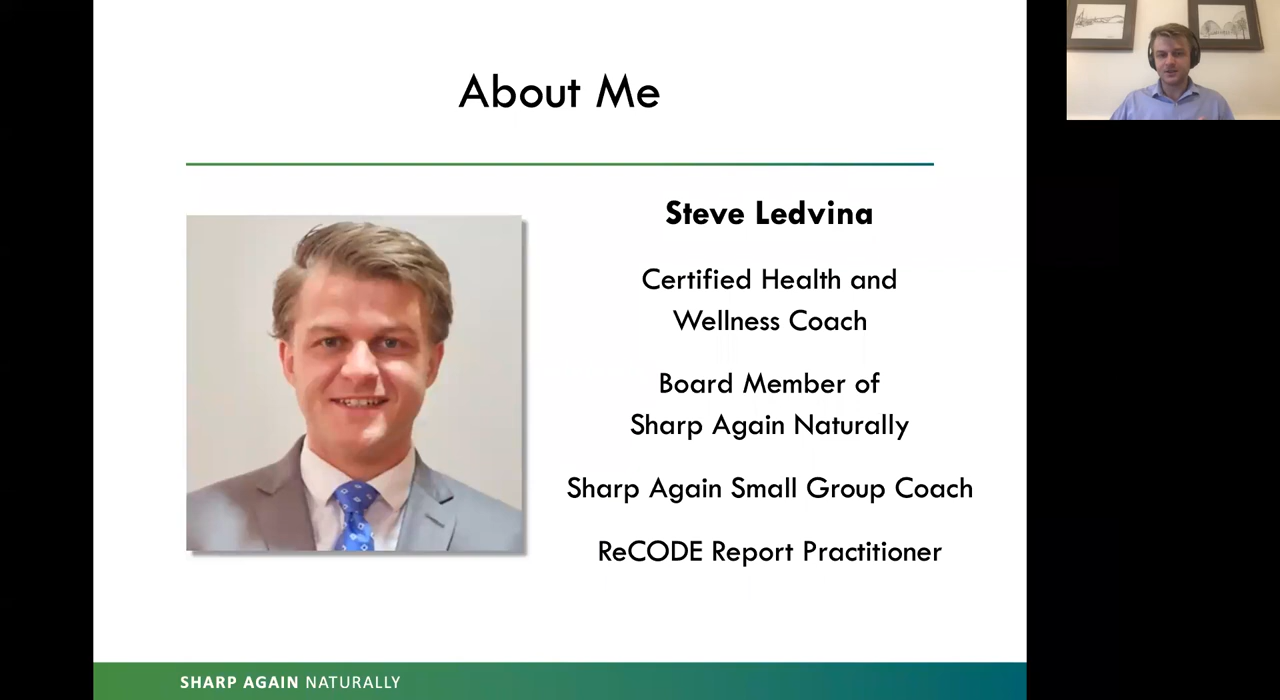 About Me
Steve Ledvina
Certified Health and
Wellness Coach
Board Member of
Sharp Again Naturally
Sharp Again Small Group Coach
ReCODE Report Practitioner
SHARP AGAIN NATURALLY